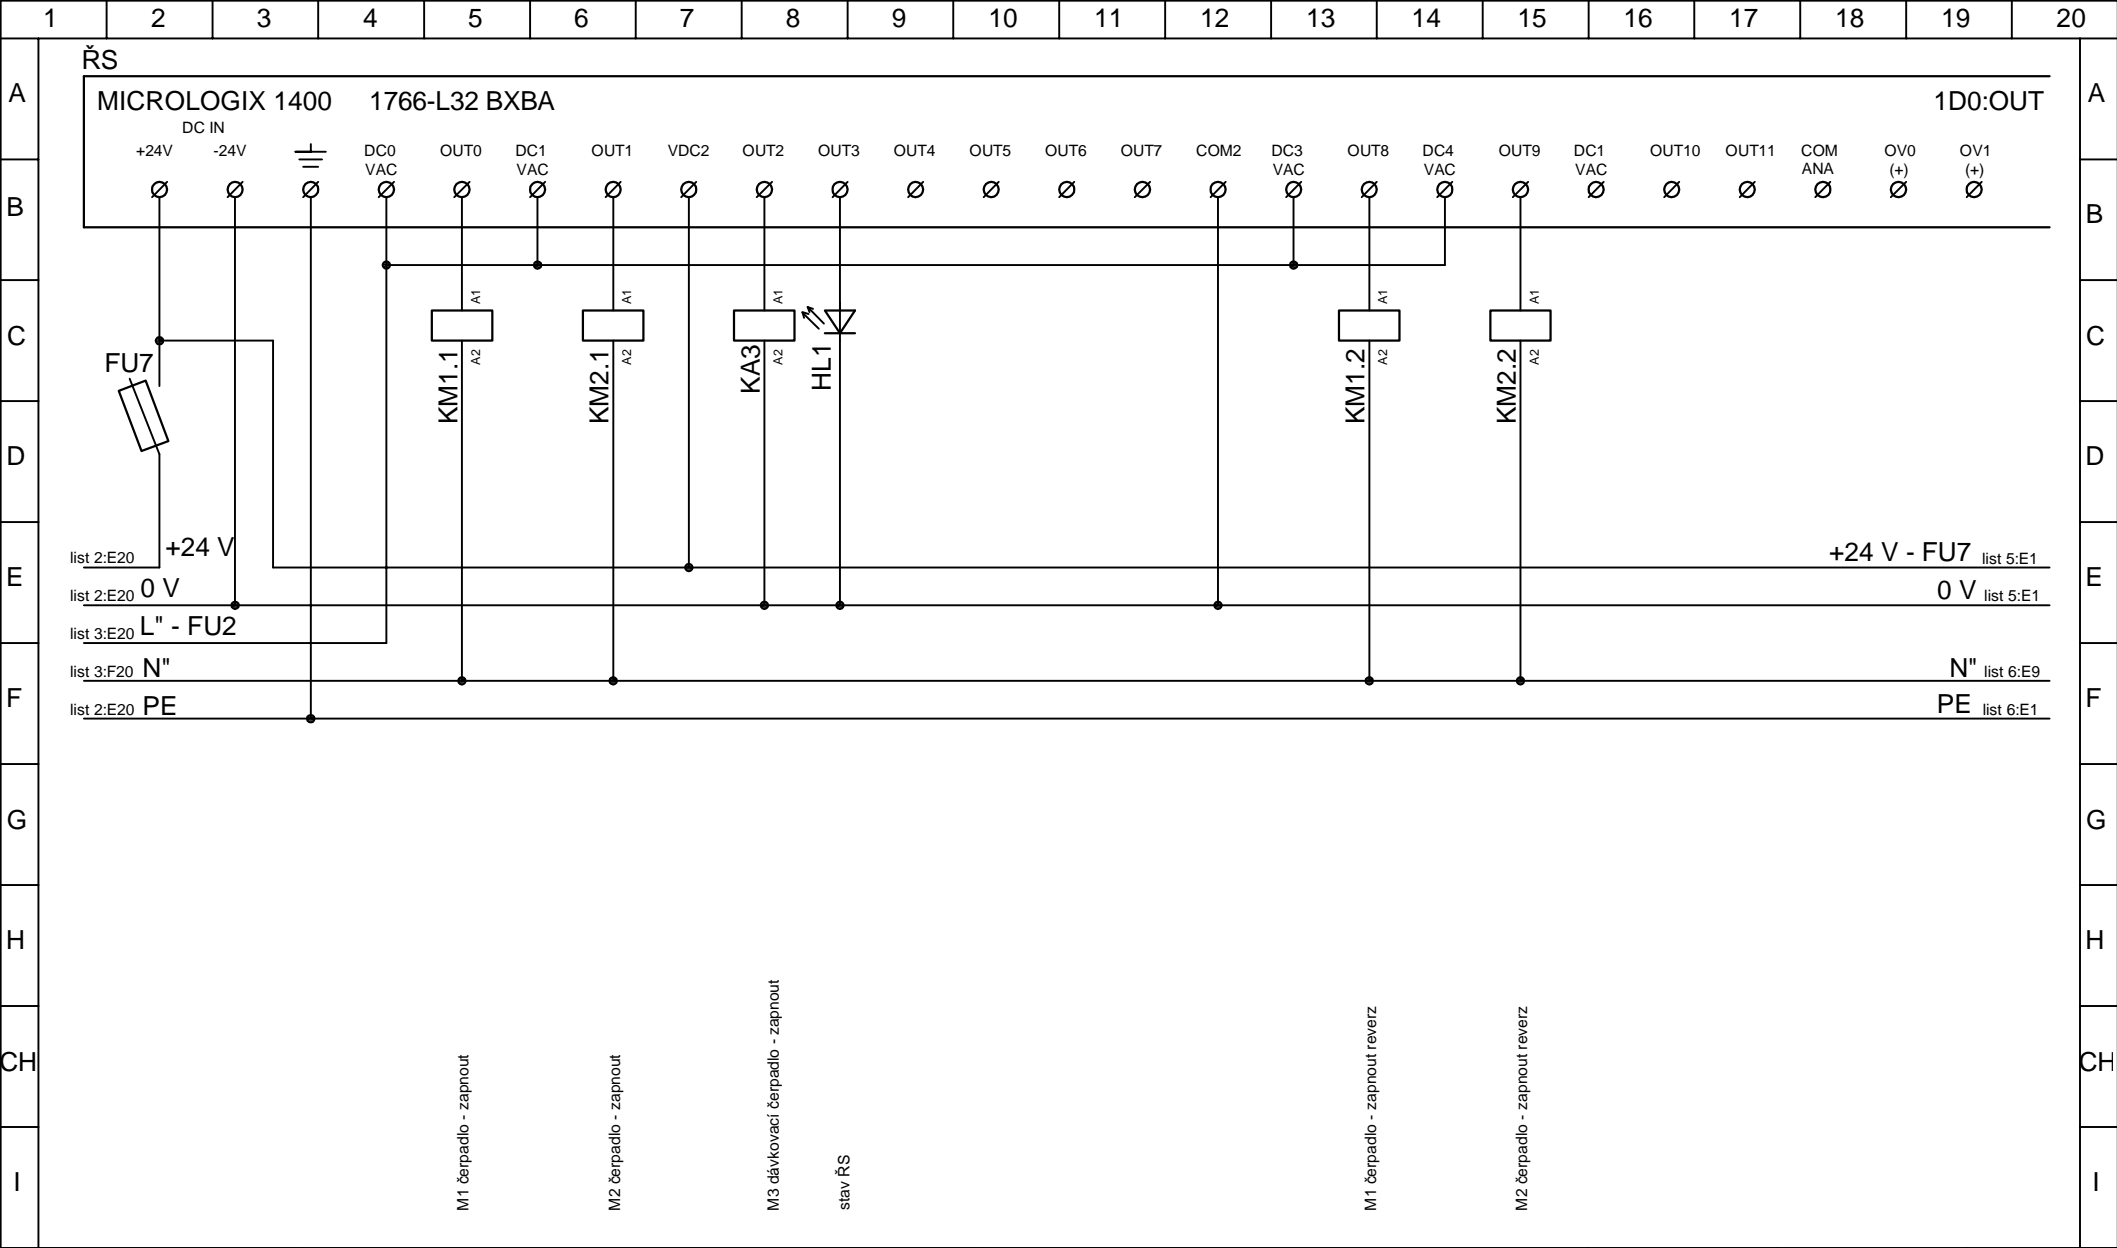 1 2 3 4 5 6 7 8 9 10 11 12 13 14 15 16 17 18 19 20
ŘS
A A
MICROLOGIX 1400 1766-L32 BXBA 1D0:OUT
DC IN
+24V -24V DC0 OUT0 DC1 OUT1 VDC2 OUT2 OUT3 OUT4 OUT5 OUT6 OUT7 COM2 DC3 OUT8 DC4 OUT9 DC1 OUT10 OUT11 COM OV0 OV1
VAC VAC VAC VAC VAC ANA (+) (+)
B B
A1 A1 A1 A1 A1
C C
A2 A2 A2 A2 A2
FU7 KM1.1 KM2.1 KA3 HL1 KM1.2 KM2.2
D D
list 2:E20 +24 V +24 V - FU7 list 5:E1
E E
list 2:E20 0 V 0 V list 5:E1
list 3:E20 L" - FU2
list 3:F20 N" N" list 6:E9
F F
list 2:E20 PE PE list 6:E1
G G
H H
CH CH
M1 čerpadlo - zapnout
M2 čerpadlo - zapnout
M3 dávkovací čerpadlo - zapnout
stav ŘS
M1 čerpadlo - zapnout reverz
M2 čerpadlo - zapnout reverz
I I